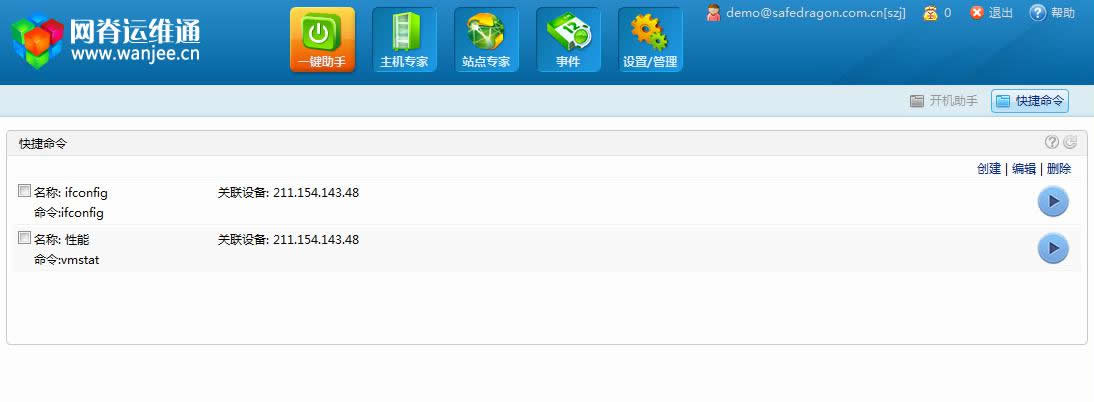 网脊运维通
www.wanjee.cn
一键助手
主机专家
站点专家
事件
设置/管理
demo@safedragon.com.cn[szj]
0
退出
帮助
开机助手
快捷命令
快捷命令
创建 | 编辑 | 删除
名称: ifconfig 关联设备: 211.154.143.48
命令:ifconfig
名称: 性能 关联设备: 211.154.143.48
命令:vmstat